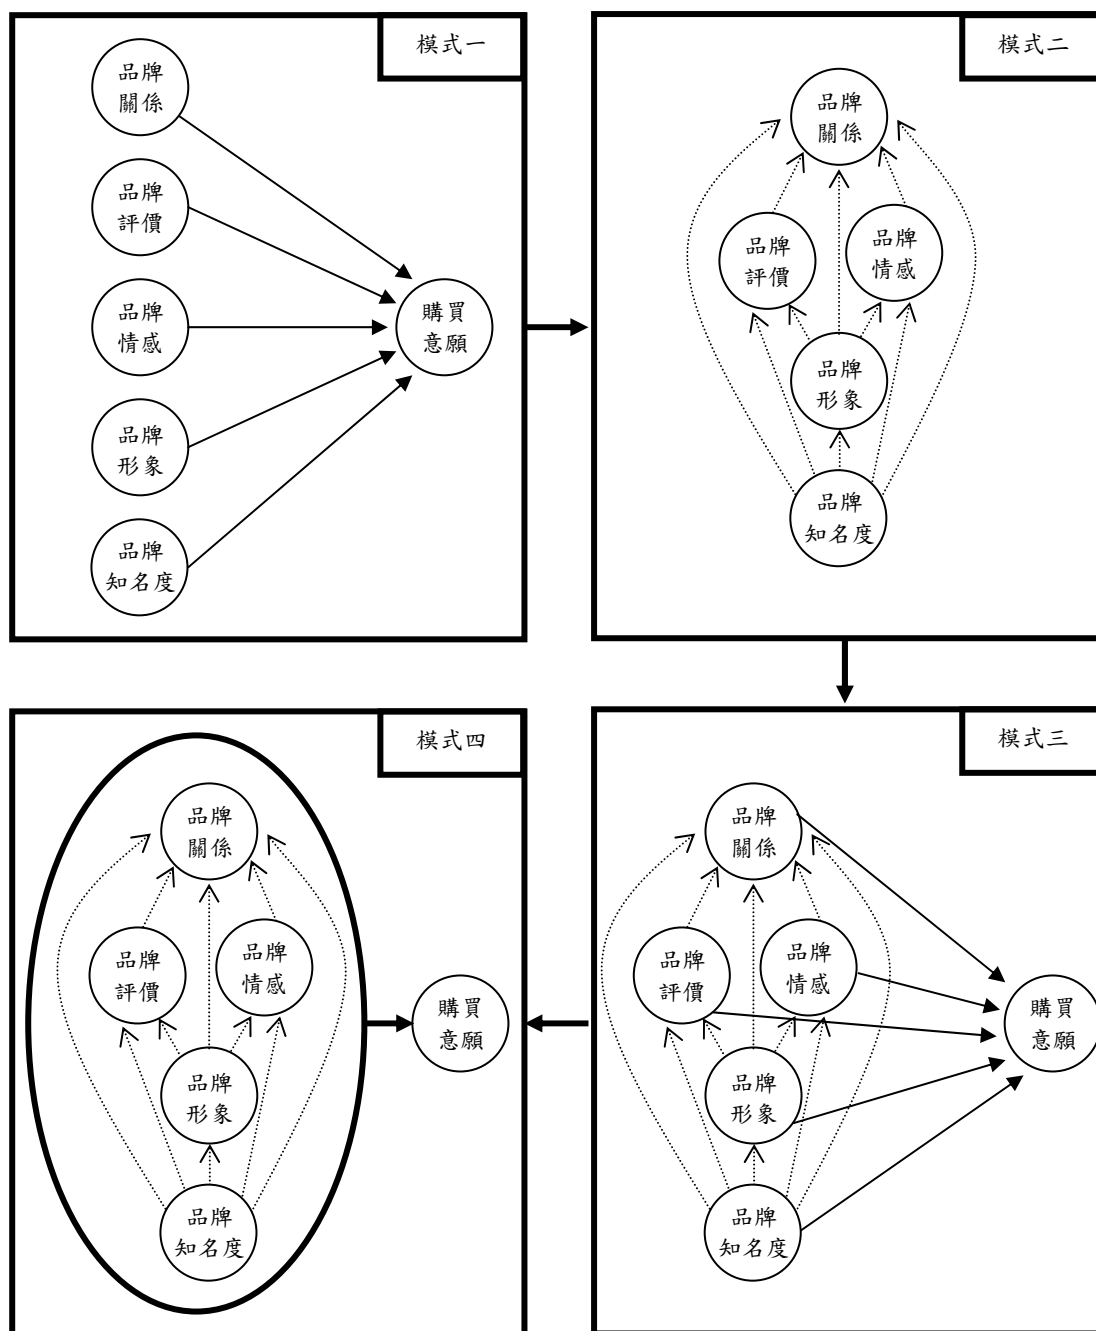 模式一
品牌
關係
品牌
評價
品牌
情感
品牌
形象
品牌
知名度
購買
意願
模式二
品牌
關係
品牌
評價
品牌
情感
品牌
形象
品牌
知名度
模式四
品牌
關係
品牌
評價
品牌
情感
品牌
形象
品牌
知名度
購買
意願
模式三
品牌
關係
品牌
評價
品牌
情感
品牌
形象
品牌
知名度
購買
意願